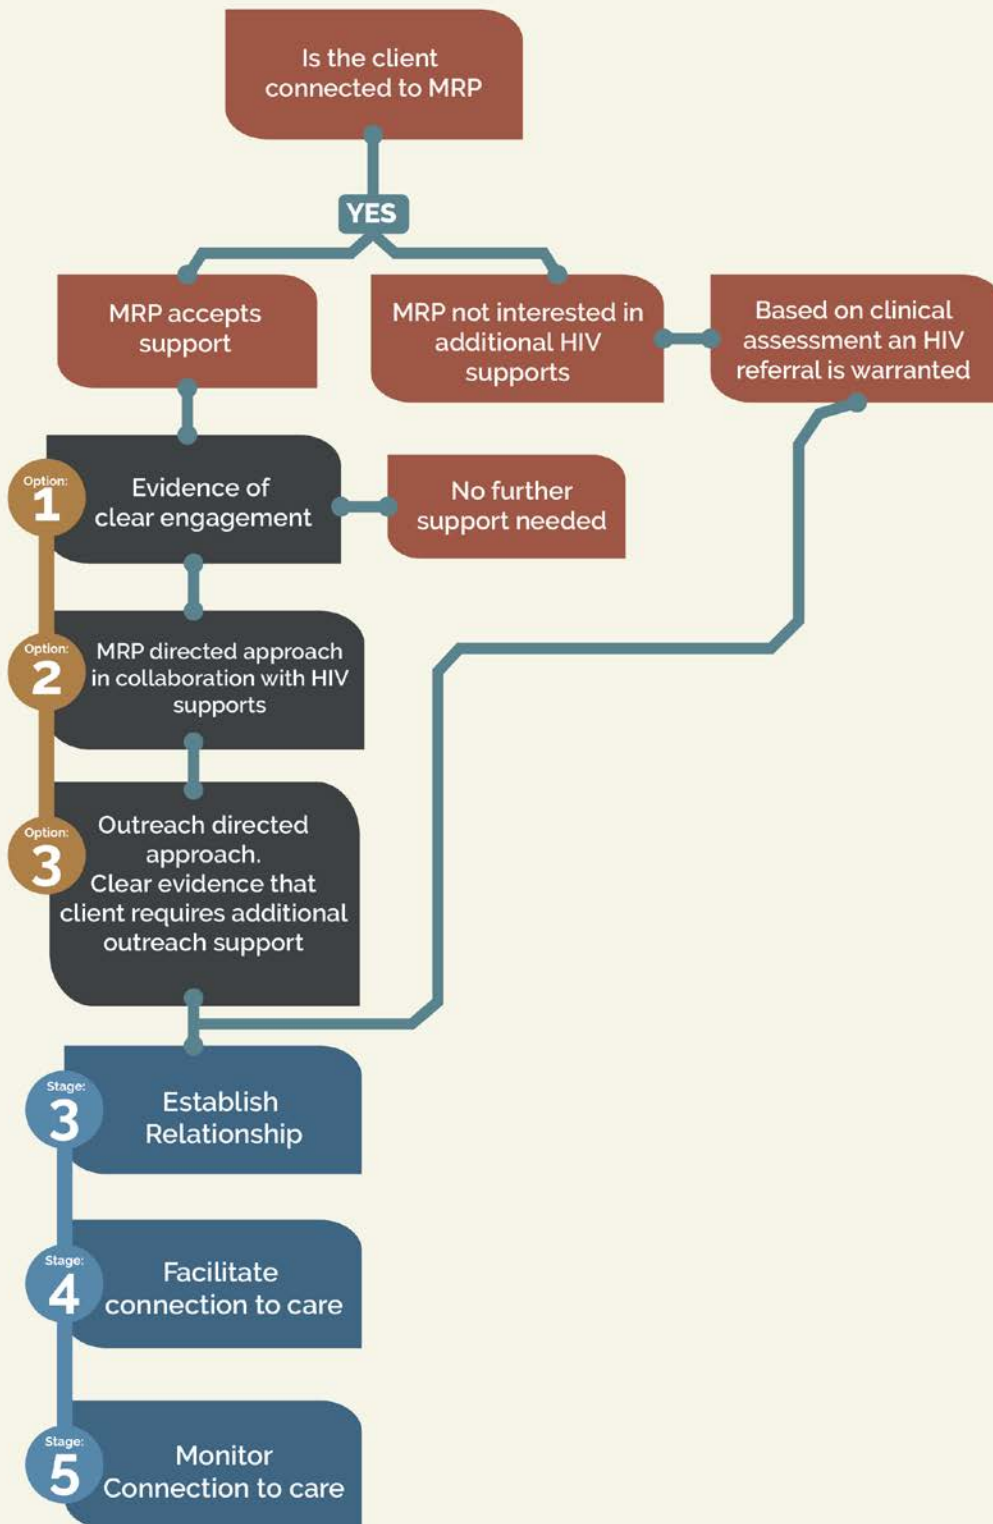 Is the client
connected to MRP
YES
MRP accepts
support
MRP not interested in
additional HIV
supports
Based on clinical
assessment an HIV
referral is warranted
Option:
1
Evidence of
clear engagement
No further
support needed
Option:
2
MRP directed approach
in collaboration with HIV
supports
Option:
3
Outreach directed
approach.
Clear evidence that
client requires additional
outreach support
Stage:
3
Establish
Relationship
Stage:
4
Facilitate
connection to care
Stage:
5
Monitor
Connection to care